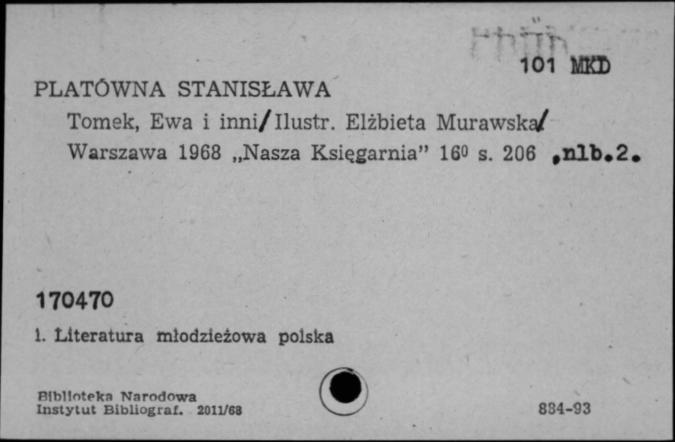 101 MKD
PLATÓWNA STANISŁAWA
Tomek, Ewa i inni/Ilustr. Elżbieta Murawska/
Warszawa 1968 „Nasza Księgarnia” 16⁰ s. 206 ,nlb.2.
170470
1. Literatura młodzieżowa polska
Biblioteka Narodowa
Instytut Bibliograf. 2011/68
884-93